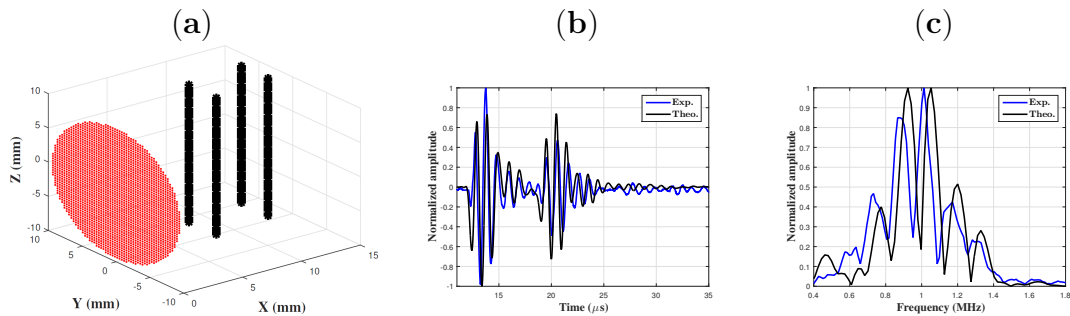 (a)
10
5
0
-5
-10
Z (mm)
10
5
0
-5
-10
Y (mm)
0
5
10
15
X (mm)
(b)
Exp.
Theo.
1
0.8
0.6
0.4
0.2
0
-0.2
-0.4
-0.6
-0.8
-1
Normalized amplitude
15 20 25 30 35
Time (μs)
(c)
Exp.
Theo.
1
0.9
0.8
0.7
0.6
0.5
0.4
0.3
0.2
0.1
0
Normalized amplitude
0.4 0.6 0.8 1 1.2 1.4 1.6 1.8
Frequency (MHz)